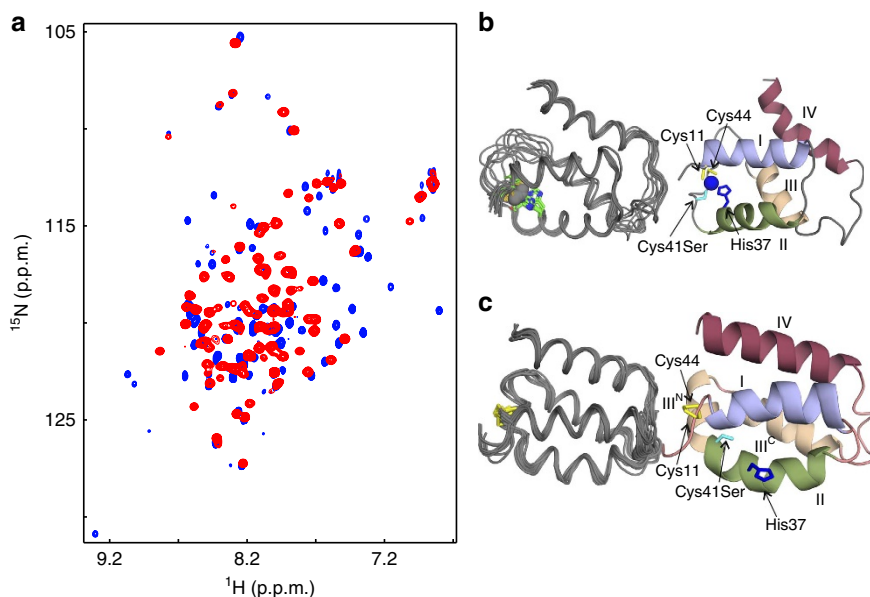 a
105
115
125
¹⁵N (p.p.m.)
9.2
8.2
7.2
¹H (p.p.m.)
b
Cys44
Cys11
I
IV
III
Cys41Ser
His37
II
c
IV
Cys44
I
IIIᴺ
IIIᶜ
Cys11
Cys41Ser
II
His37